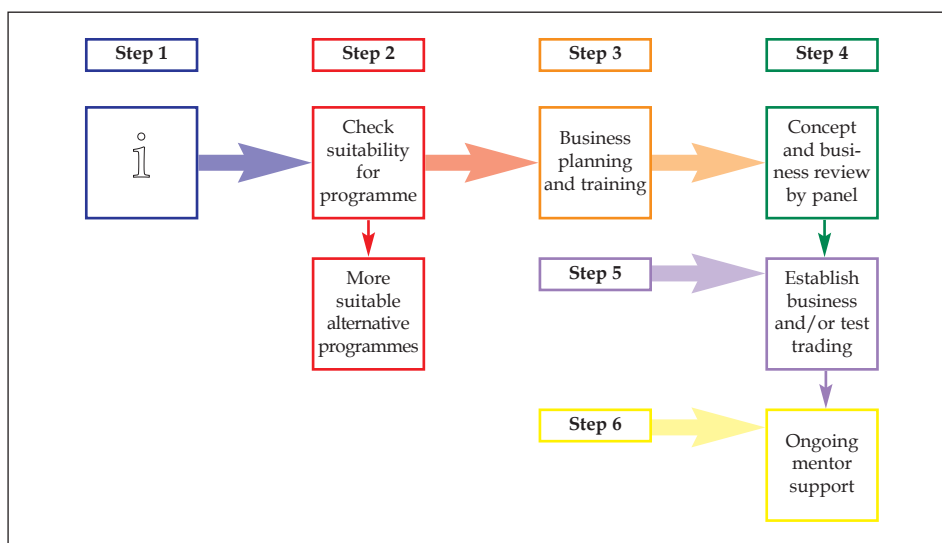 Step 1
Step 2
Step 3
Step 4
i
Check
suitability
for
programme
Business
planning
and training
Concept
and busi-
ness review
by panel
More
suitable
alternative
programmes
Step 5
Establish
business
and/or test
trading
Step 6
Ongoing
mentor
support